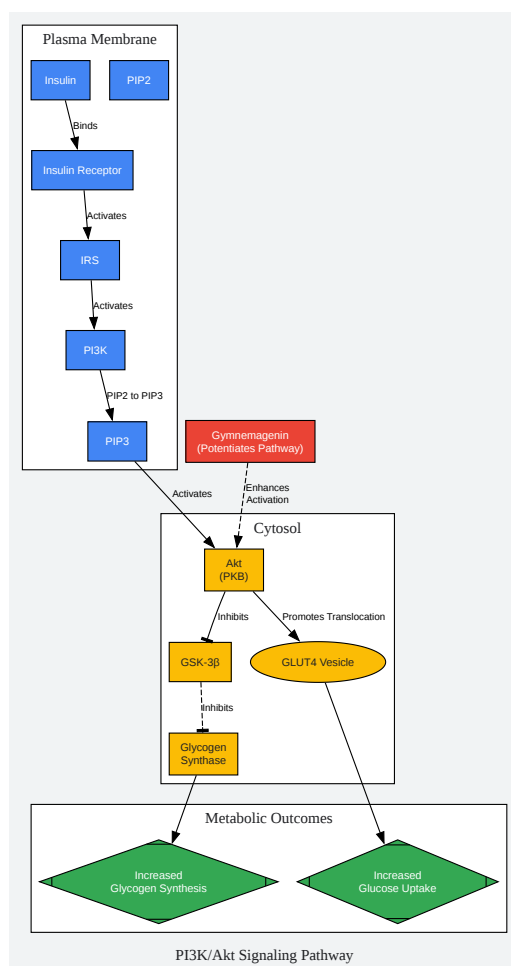 Plasma Membrane
Insulin
PIP2
Binds
Insulin Receptor
Activates
IRS
Activates
PI3K
PIP2 to PIP3
PIP3
Gymnemagenin
(Potentiates Pathway)
Activates
Enhances
Activation
Cytosol
Akt
(PKB)
Inhibits
Promotes Translocation
GSK-3β
GLUT4 Vesicle
Inhibits
Glycogen
Synthase
Metabolic Outcomes
Increased
Glycogen Synthesis
Increased
Glucose Uptake
PI3K/Akt Signaling Pathway